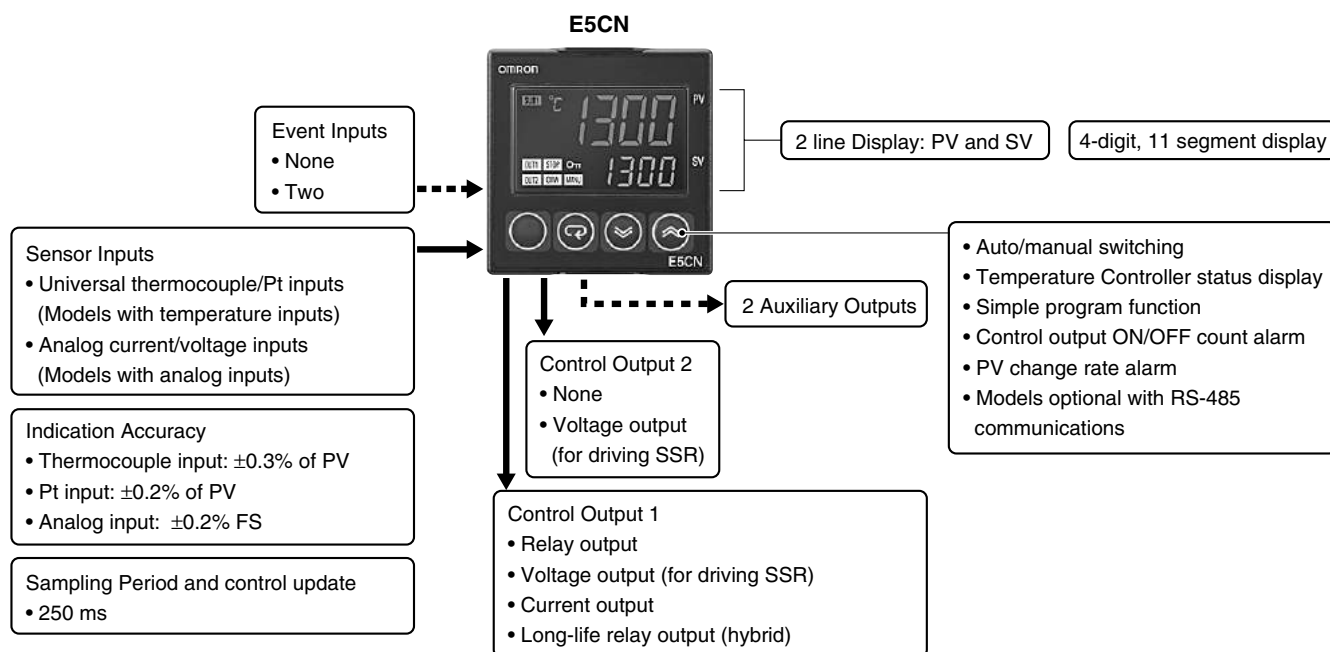 E5CN
OMRON
°C
1300
PV
1300
SV
OUT1 STOP
OUT2 MANU
E5CN
Event Inputs
• None
• Two
2 line Display: PV and SV
4-digit, 11 segment display
Sensor Inputs
• Universal thermocouple/Pt inputs
(Models with temperature inputs)
• Analog current/voltage inputs
(Models with analog inputs)
• Auto/manual switching
• Temperature Controller status display
• Simple program function
• Control output ON/OFF count alarm
• PV change rate alarm
• Models optional with RS-485
communications
2 Auxiliary Outputs
Control Output 2
• None
• Voltage output
(for driving SSR)
Indication Accuracy
• Thermocouple input: ±0.3% of PV
• Pt input: ±0.2% of PV
• Analog input: ±0.2% FS
Control Output 1
• Relay output
• Voltage output (for driving SSR)
• Current output
• Long-life relay output (hybrid)
Sampling Period and control update
• 250 ms